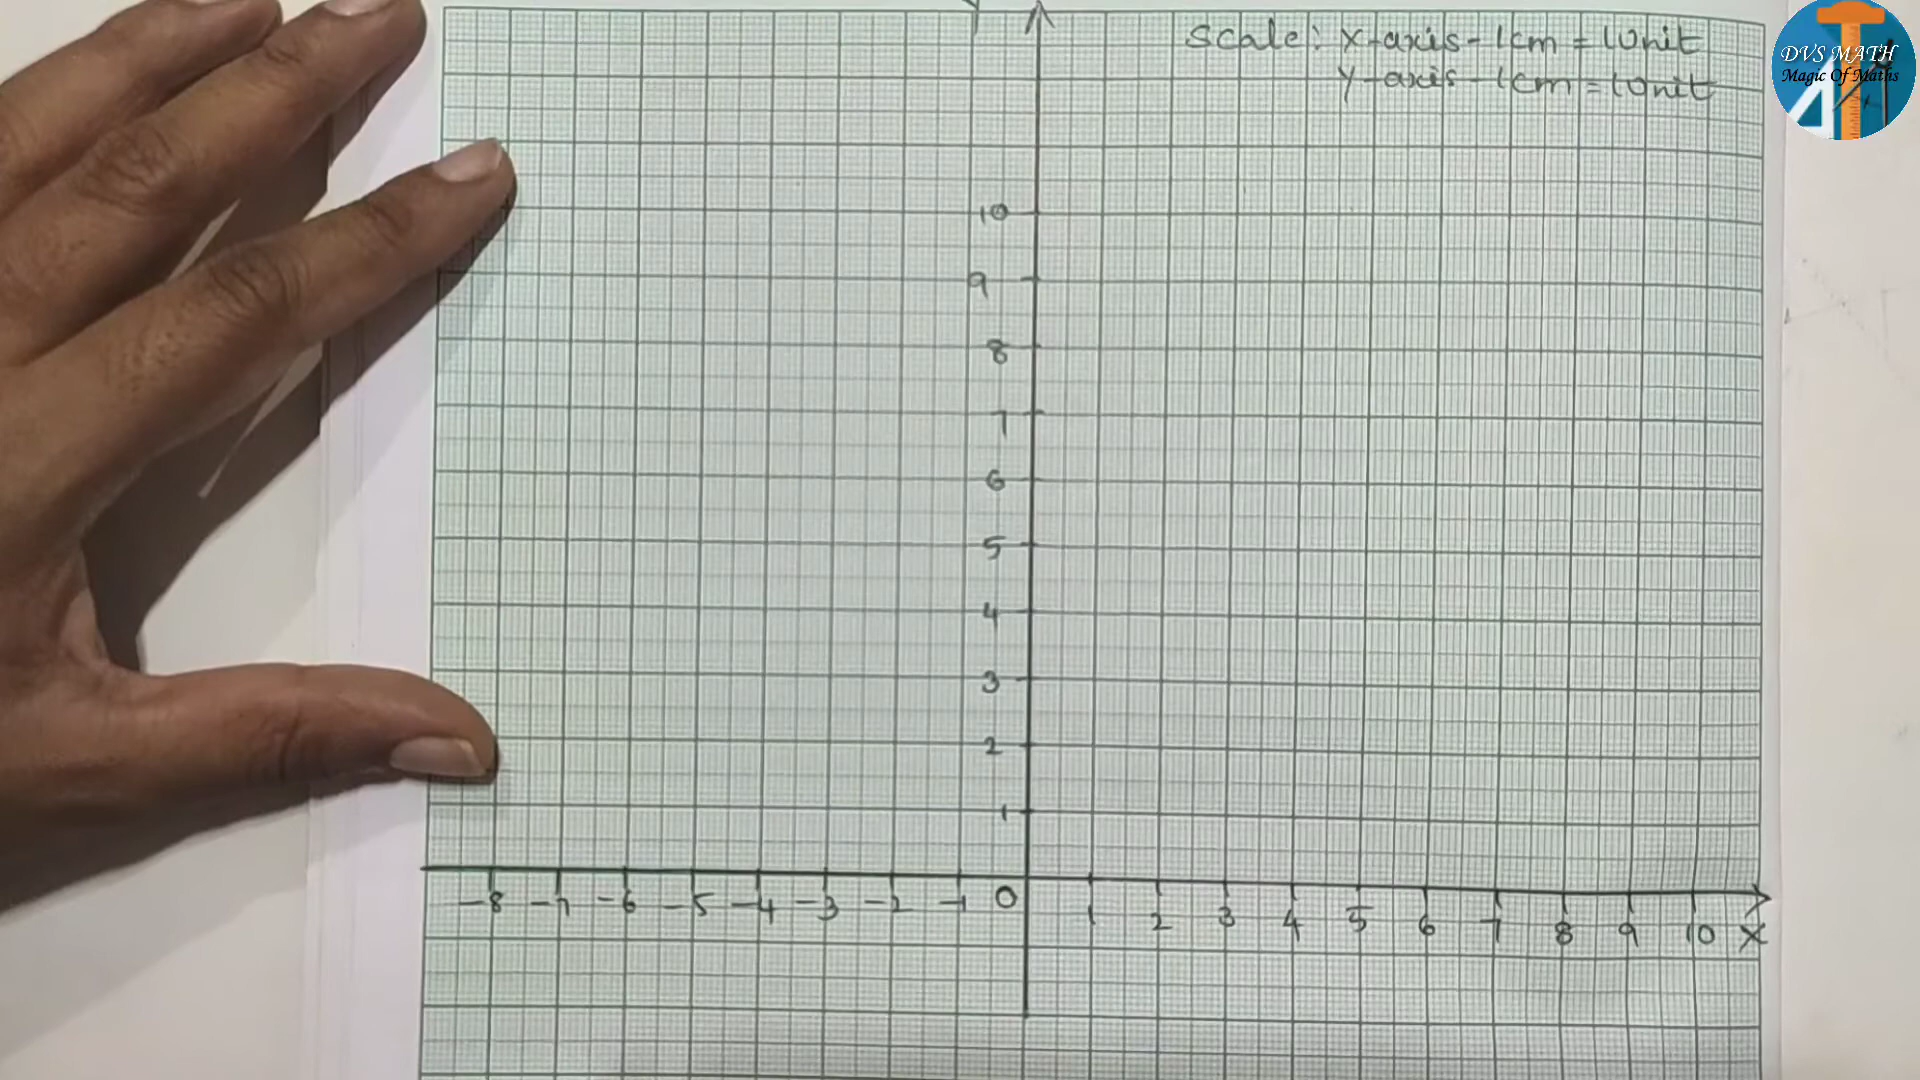 Scale: X-axis-1cm=1Unit
Y-axis-1cm=1Unit
DVS MATH
Magic Of Maths
Y
10
9
8
7
6
5
4
3
2
1
-8 -7 -6 -5 -4 -3 -2 -1 0 1 2 3 4 5 6 7 8 9 10 X